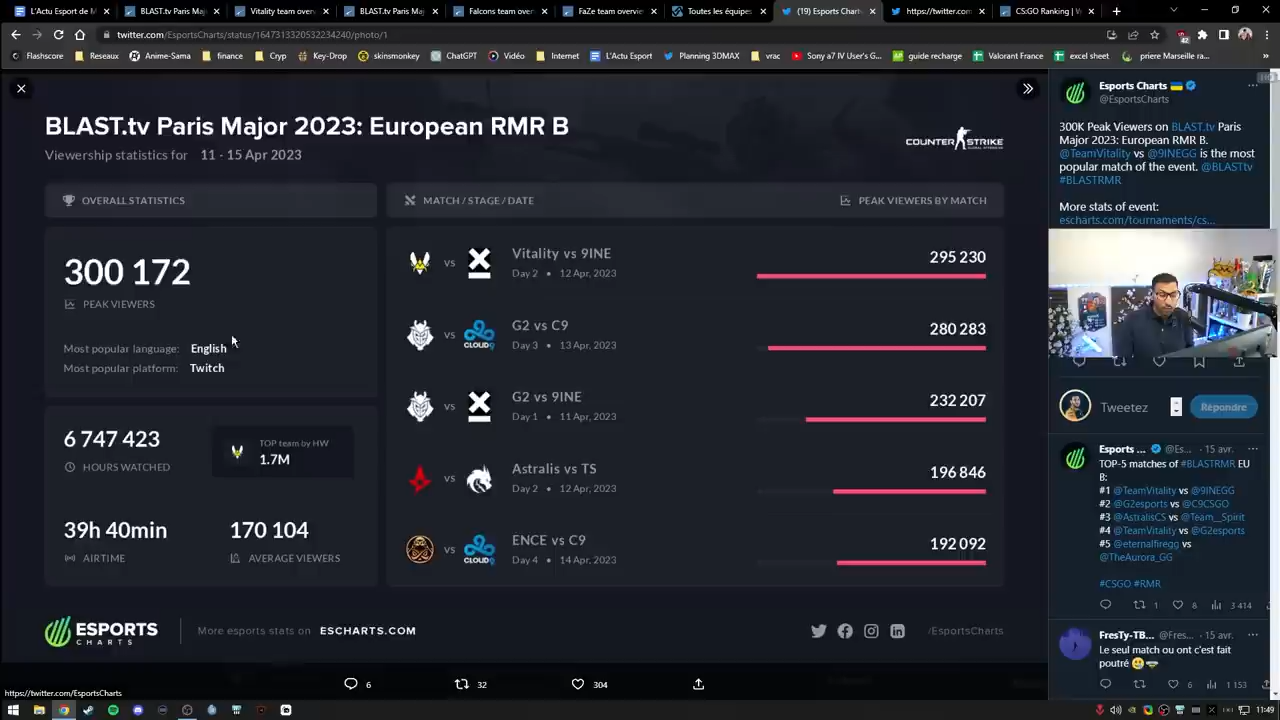 L'Actu Esport de M
BLAST.tv Paris Maj
Vitality team overv
BLAST.tv Paris Maj
Falcons team overv
FaZe team overvie
Toutes les équipes
(19) Esports Chart
https://twitter.com
CS:GO Ranking | W
twitter.com/EsportsCharts/status/1647313320532234240/photo/1
Flashscore
Reseaux
Anime-Sama
finance
Cryp
Key-Drop
skinsmonkey
ChatGPT
Vidéo
Internet
L'Actu Esport
Planning 3DMAX
vrac
Sony a7 IV User's G...
guide recharge
Valorant France
excel sheet
priere Marseille ra...
BLAST.tv Paris Major 2023: European RMR B
Viewership statistics for 11 - 15 Apr 2023
COUNTER STRIKE
OVERALL STATISTICS
300 172
PEAK VIEWERS
Most popular language: English
Most popular platform: Twitch
6 747 423
HOURS WATCHED
TOP team by HW
1.7M
39h 40min
AIRTIME
170 104
AVERAGE VIEWERS
MATCH / STAGE / DATE
PEAK VIEWERS BY MATCH
VS
Vitality vs 9INE
Day 2 • 12 Apr, 2023
295 230
VS
CLOUD9
G2 vs C9
Day 3 • 13 Apr, 2023
280 283
VS
G2 vs 9INE
Day 1 • 11 Apr, 2023
232 207
VS
Astralis vs TS
Day 2 • 12 Apr, 2023
196 846
VS
CLOUD9
ENCE vs C9
Day 4 • 14 Apr, 2023
192 092
ESPORTS
CHARTS
More esports stats on ESCHARTS.COM
/EsportsCharts
6
32
304
https://twitter.com/EsportsCharts
Esports Charts
@EsportsCharts
300K Peak Viewers on BLAST.tv Paris
Major 2023: European RMR B.
@TeamVitality vs @9INEGG is the most
popular match of the event. @BLASTtv
#BLASTRMR
More stats of event:
escharts.com/tournaments/cs...
Tweetez
Répondre
Esports ... @Es... · 15 avr.
TOP-5 matches of #BLASTRMR EU
B:
#1 @TeamVitality vs @9INEGG
#2 @G2esports vs @C9CSGO
#3 @AstralisCS vs @Team__Spirit
#4 @TeamVitality vs @G2esports
#5 @eternalfiregg vs
@TheAurora_GG
#CSGO #RMR
1
8
3 414
FresTy-TB... @Fres... · 15 avr.
Le seul match ou ont c'est fait
poutré
6
1 153
11:49